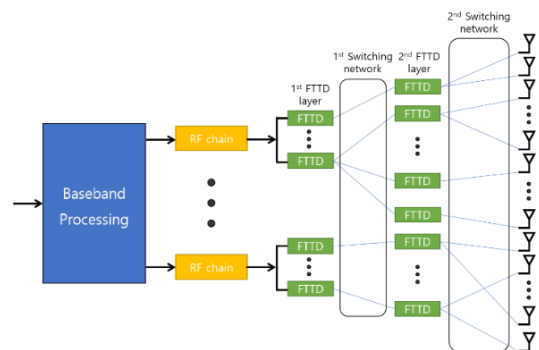 2nd Switching
network
1st Switching
network
2nd FTTD
layer
1st FTTD
layer
FTTD
FTTD
FTTD
FTTD
RF chain
FTTD
Baseband
Processing
FTTD
FTTD
FTTD
FTTD
RF chain
FTTD
FTTD